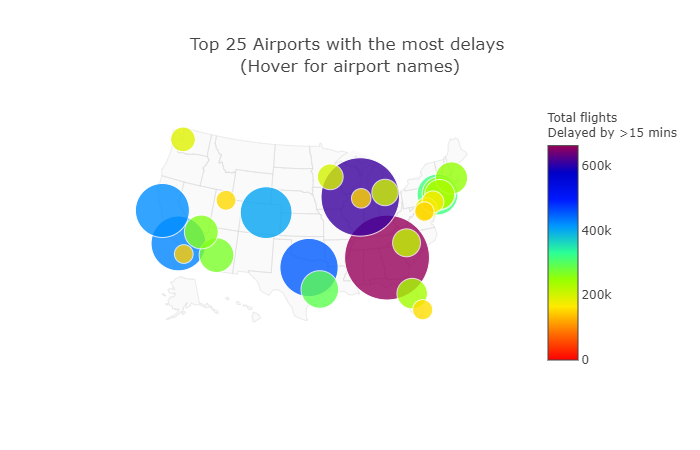 Top 25 Airports with the most delays
(Hover for airport names)
Total flights
Delayed by >15 mins
600k
400k
200k
0